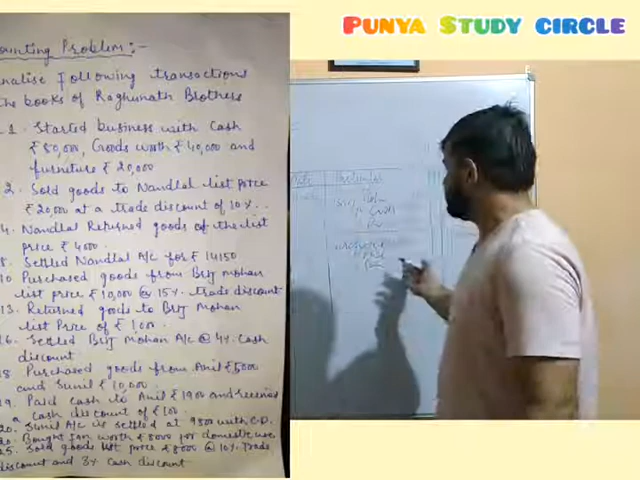 PUNYA STUDY CIRCLE
ounting Problem :-
nalise following transactions
the books of Raghunath Brothers
1. Started business with Cash
₹ 50,000, Goods worth ₹ 40,000 and
furniture ₹ 20,000
2. Sold goods to Nandlal list price
₹ 20,000 at a trade discount of 10%.
4. Nandlal Returned goods of the list
price ₹ 4000
8. Settled Nandlal A/c for ₹ 14150
10 Purchased goods from Brij mohan
list price ₹ 10,000 @ 15% trade discount
13. Returned goods to Brij Mohan
list Price of ₹ 1,000
16. Settled Brij mohan A/c @ 4% Cash
discount
18. Purchased goods from Anil ₹ 5000
and Sunil ₹ 10,000
19. Paid cash to Anil ₹ 1900 and received
a cash discount of ₹ 100
20. Sunil A/c is settled at 9800 with C.D.
Bought worth ₹ 8000 for domestic use
25. Sold goods list price ₹ 8000 @ 10% Trade
discount and 3% Cash discount
Particular